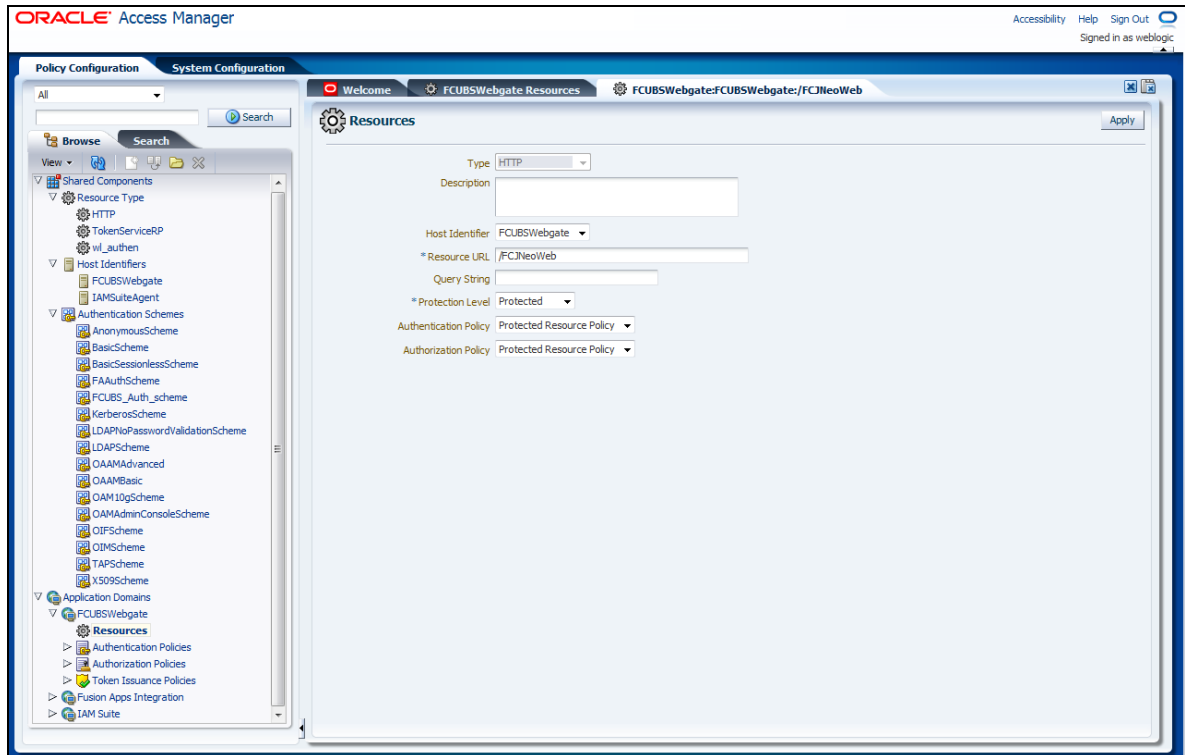 ORACLE Access Manager
Accessibility Help Sign Out
Signed in as weblogic
Policy Configuration System Configuration
All
Search
Browse Search
View
Shared Components
Resource Type
HTTP
TokenServiceRP
wl_authen
Host Identifiers
FCUBSWebgate
IAMSuiteAgent
Authentication Schemes
AnonymousScheme
BasicScheme
BasicSessionlessScheme
FAAuthScheme
FCUBS_Auth_scheme
KerberosScheme
LDAPNoPasswordValidationScheme
LDAPScheme
OAAMAdvanced
OAAMBasic
OAM10gScheme
OAMAdminConsoleScheme
OIFScheme
OIMScheme
TAPScheme
X509Scheme
Application Domains
FCUBSWebgate
Resources
Authentication Policies
Authorization Policies
Token Issuance Policies
Fusion Apps Integration
IAM Suite
Welcome FCUBSWebgate Resources FCUBSWebgate:FCUBSWebgate:/FCJNeoWeb
Resources Apply
Type HTTP
Description
Host Identifier FCUBSWebgate
* Resource URL /FCJNeoWeb
Query String
* Protection Level Protected
Authentication Policy Protected Resource Policy
Authorization Policy Protected Resource Policy